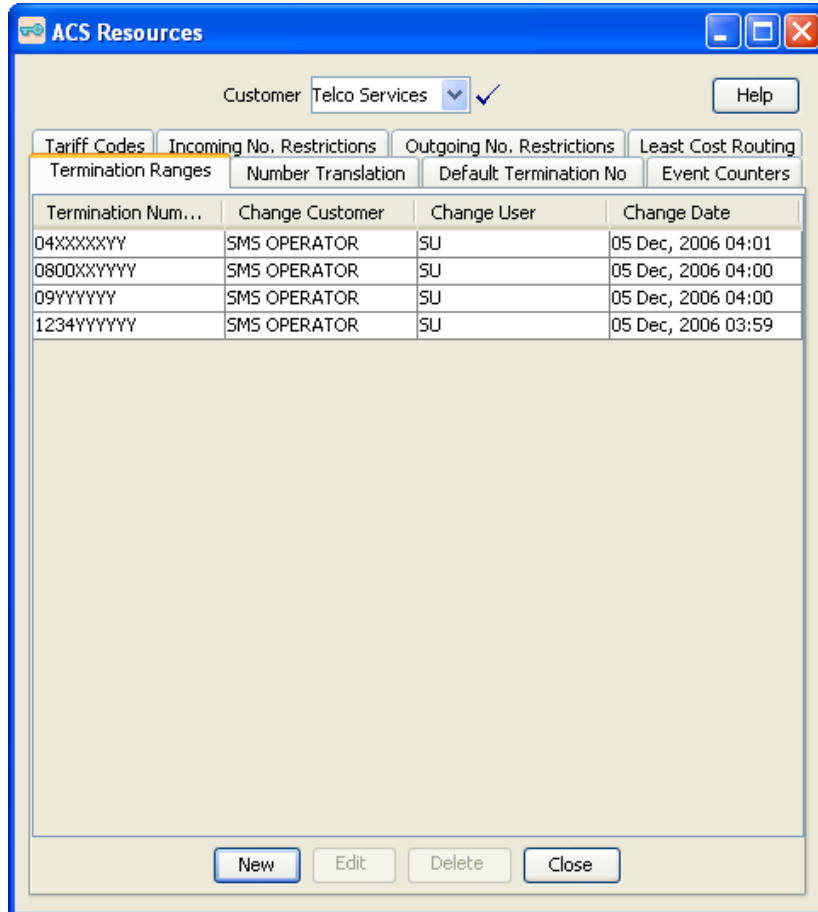 ACS Resources
Customer Telco Services Help
Tariff Codes Incoming No. Restrictions Outgoing No. Restrictions Least Cost Routing
Termination Ranges Number Translation Default Termination No Event Counters
Termination Num... Change Customer Change User Change Date
04XXXXXYY SMS OPERATOR SU 05 Dec, 2006 04:01
0800XXYYYY SMS OPERATOR SU 05 Dec, 2006 04:00
09YYYYYY SMS OPERATOR SU 05 Dec, 2006 04:00
1234YYYYYY SMS OPERATOR SU 05 Dec, 2006 03:59
New Edit Delete Close